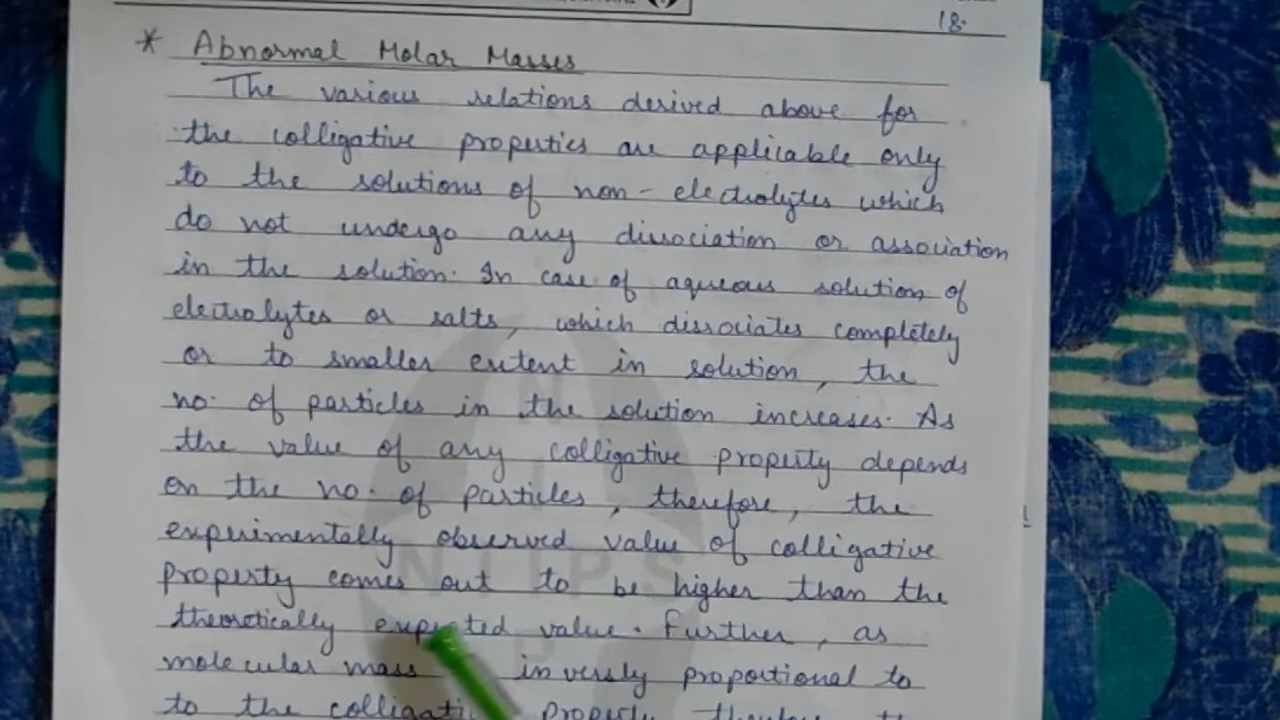 18.
* Abnormal Molar Masses
The various relations derived above for
the colligative properties are applicable only
to the solutions of non-electrolytes which
do not undergo any dissociation or association
in the solution. In case of aqueous solution of
electrolytes or salts, which dissociates completely
or to smaller extent in solution, the
no. of particles in the solution increases. As
the value of any colligative property depends
on the no. of particles, therefore, the
experimentally observed value of colligative
property comes out to be higher than the
theoretically expected value. Further, as
molecular mass inversly proportional to
to the property
NTIPS